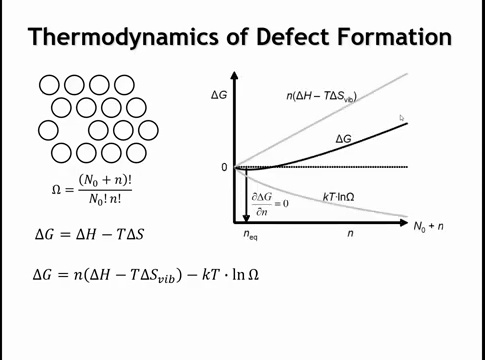 Thermodynamics of Defect Formation
Ω = (N₀ + n)! / N₀! n!
ΔG = ΔH − TΔS
ΔG = n(ΔH − TΔS_vib) − kT · ln Ω
ΔG
n(ΔH − TΔS_vib)
ΔG
0
∂ΔG/∂n = 0
kT·lnΩ
n_eq
n
N₀ + n